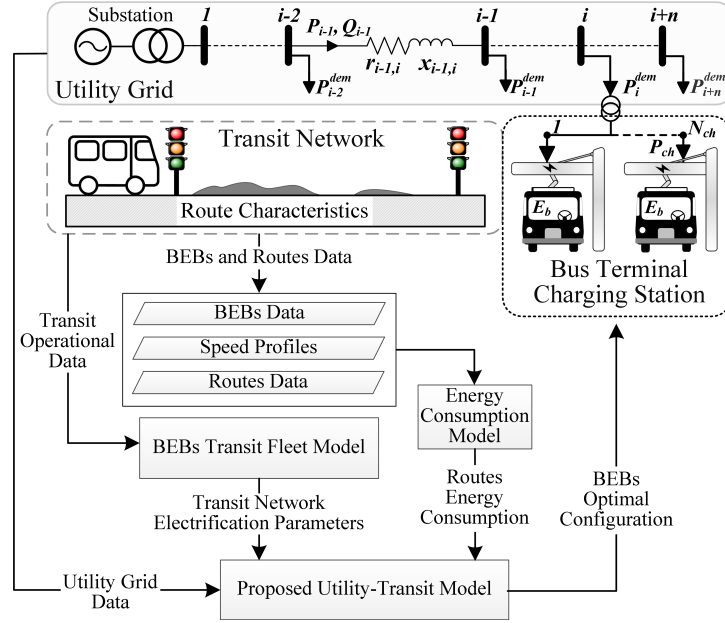 Substation
1
i-2
P_{i-1}, Q_{i-1}
i-1
i
i+n
r_{i-1,i}
x_{i-1,i}
P_{i-2}^{dem}
P_{i-1}^{dem}
P_i^{dem}
P_{i+n}^{dem}
Utility Grid
Transit Network
Route Characteristics
1
N_{ch}
P_{ch}
E_b
E_b
Bus Terminal
Charging Station
BEBs and Routes Data
BEBs Data
Speed Profiles
Routes Data
Transit
Operational
Data
Energy
Consumption
Model
BEBs Transit Fleet Model
Transit Network
Electrification Parameters
Routes
Energy
Consumption
BEBs
Optimal
Configuration
Utility Grid
Data
Proposed Utility-Transit Model